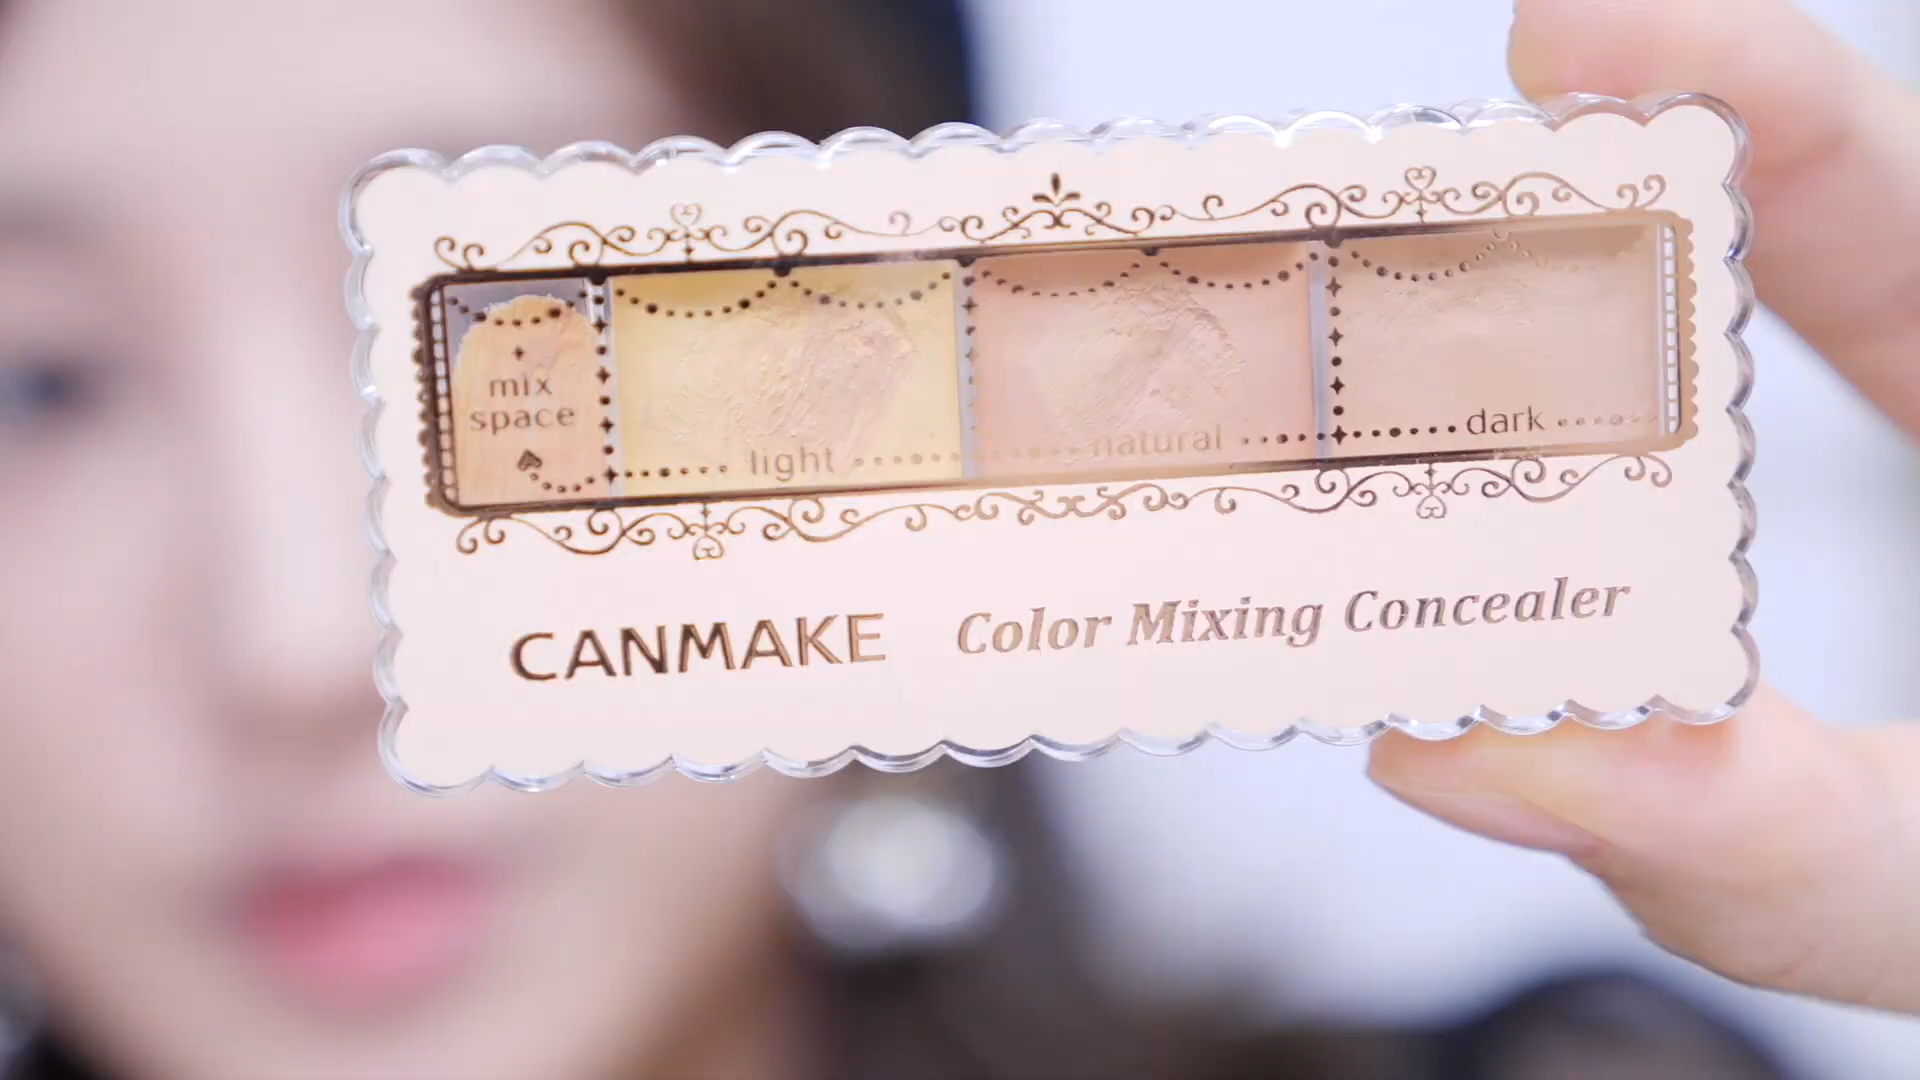 mix
space
light
natural
dark
CANMAKE Color Mixing Concealer